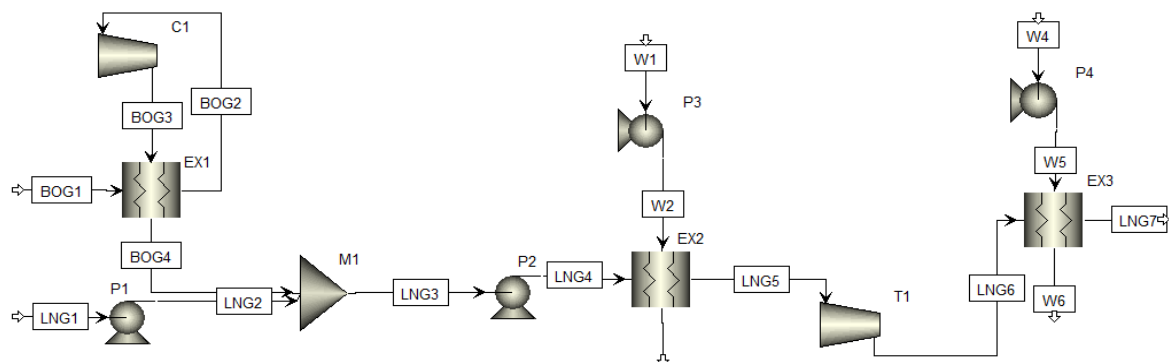 C1
BOG3
BOG2
EX1
BOG1
BOG4
P1
LNG1
LNG2
M1
LNG3
P2
LNG4
W1
P3
W2
EX2
LNG5
T1
LNG6
W4
P4
W5
EX3
LNG7
W6